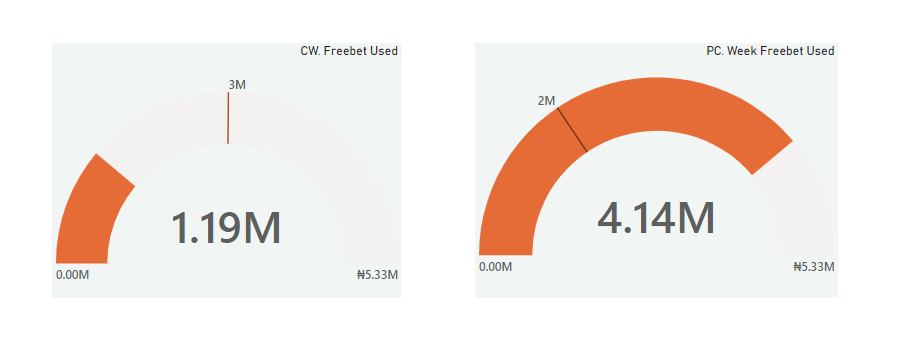 CW. Freebet Used
3M
1.19M
0.00M
₦5.33M
PC. Week Freebet Used
2M
4.14M
0.00M
₦5.33M